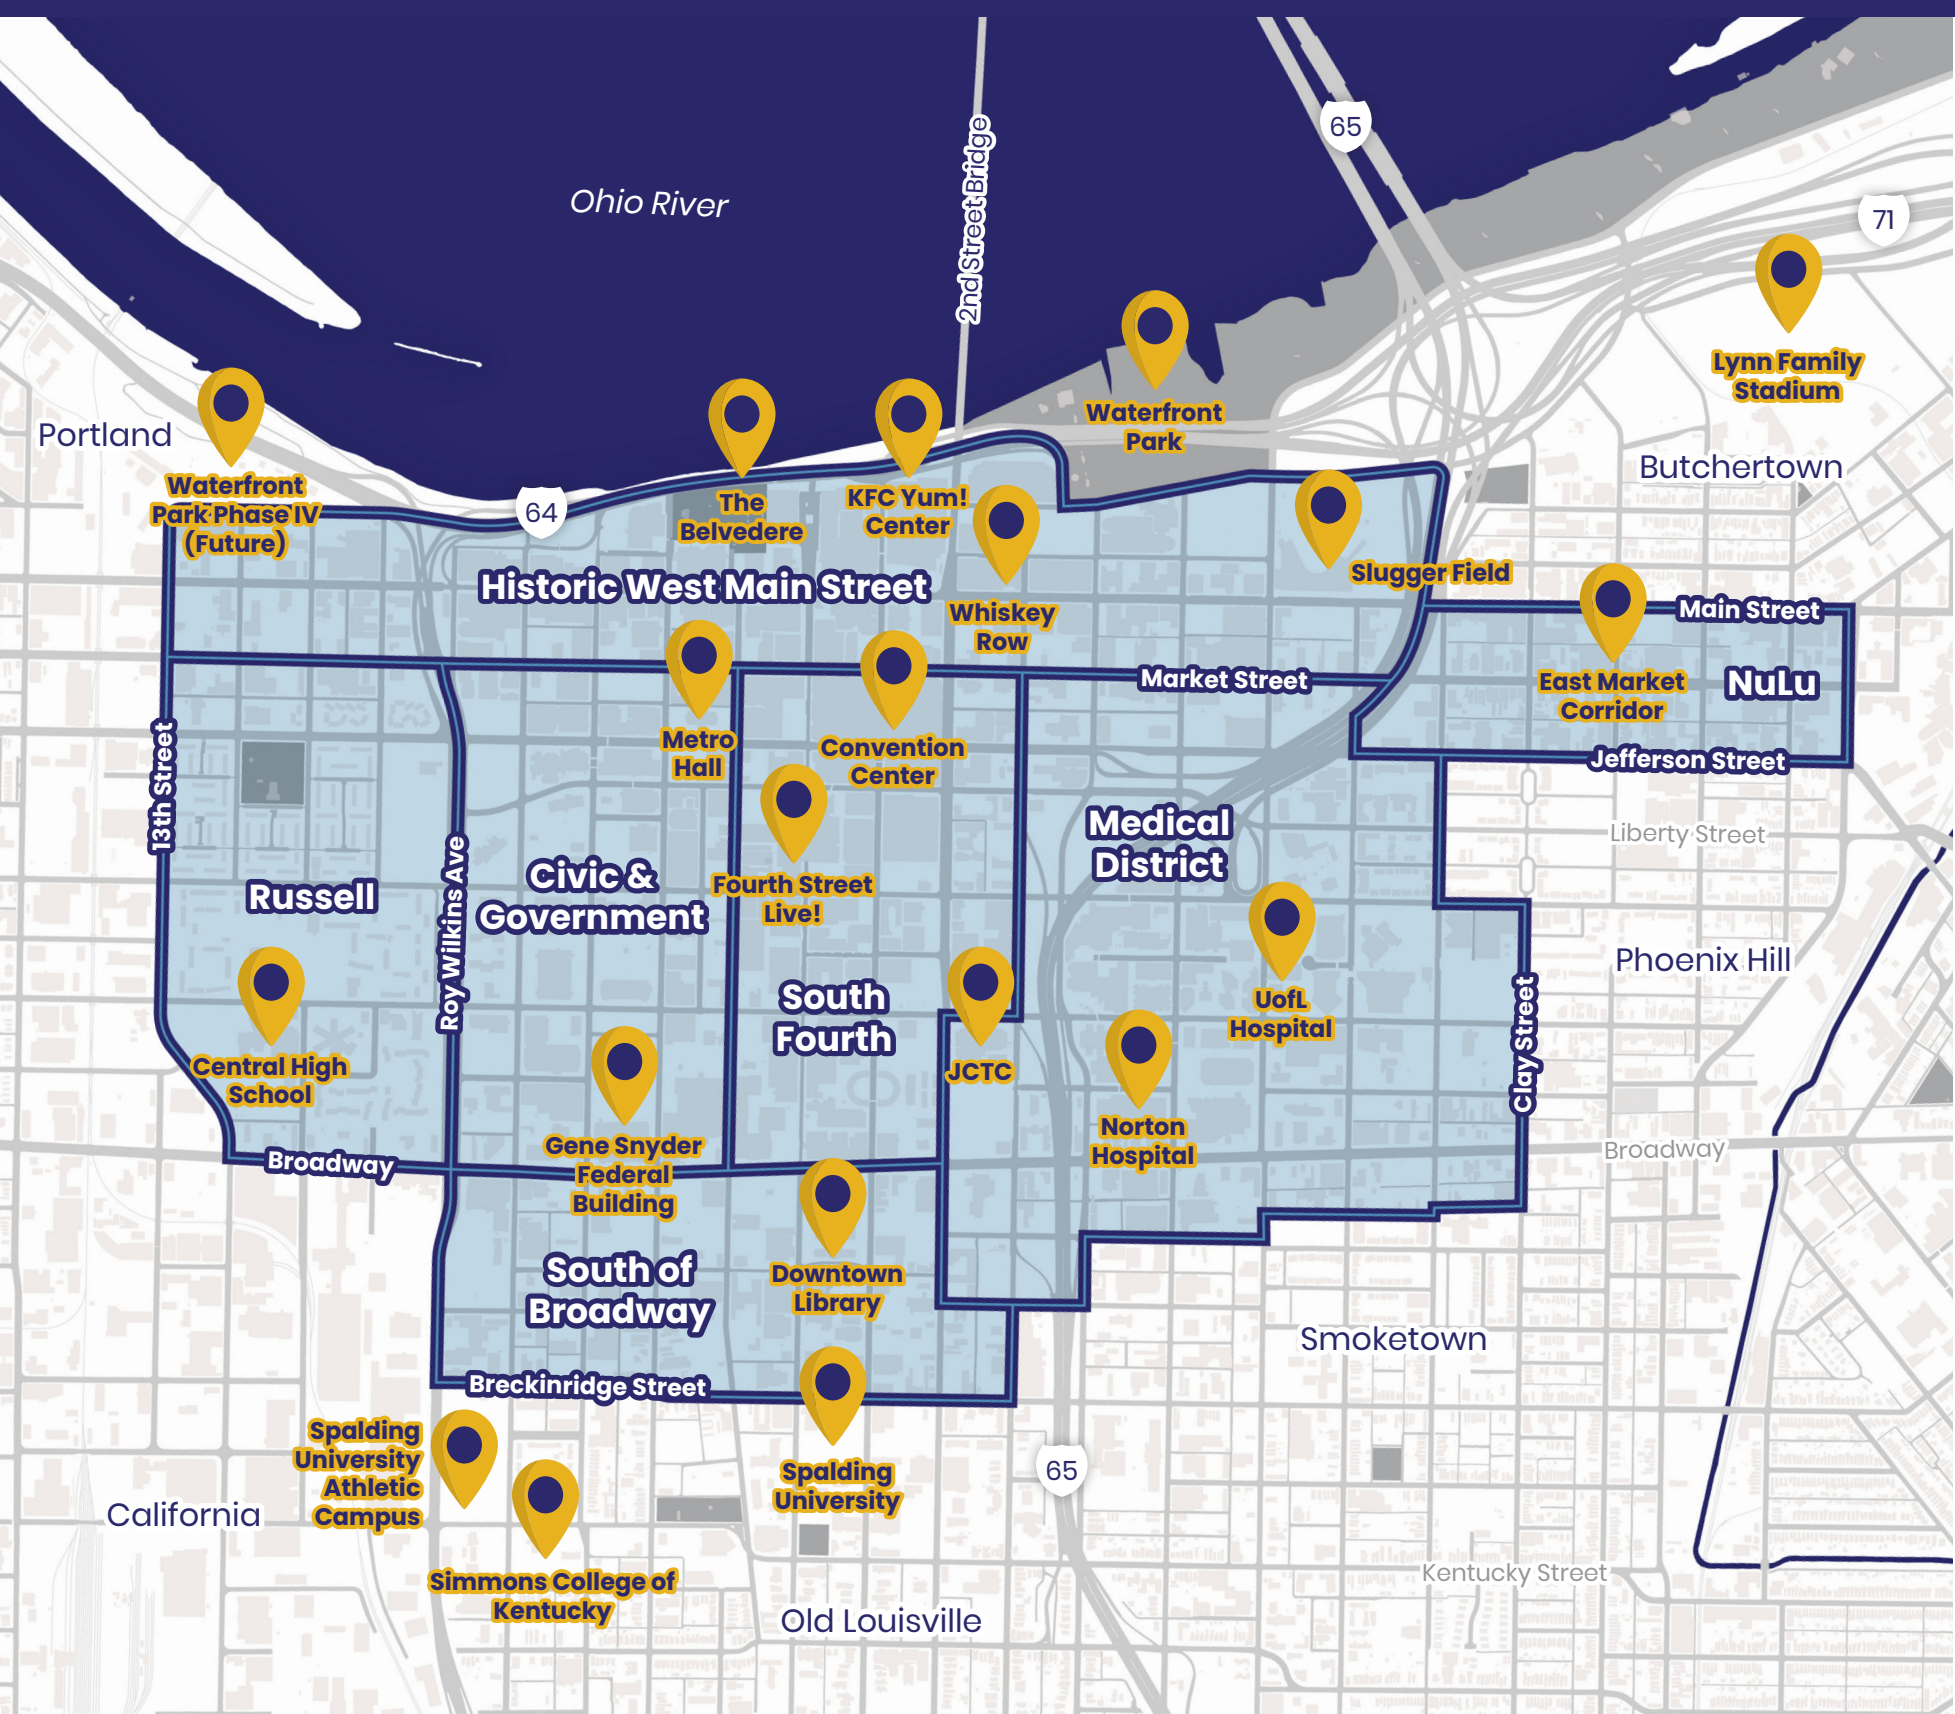 65
Ohio River
2nd Street Bridge
71
Lynn Family
Stadium
Waterfront
Park
Portland
Butchertown
Waterfront
Park Phase IV
(Future)
64
The
Belvedere
KFC Yum!
Center
Slugger Field
Historic West Main Street
Whiskey
Row
Main Street
Market Street
East Market
Corridor
NuLu
Metro
Hall
Convention
Center
13th Street
Jefferson Street
Medical
District
Liberty Street
Russell
Roy Wilkins Ave
Civic &
Government
Fourth Street
Live!
Phoenix Hill
South
Fourth
UofL
Hospital
Clay Street
Central High
School
JCTC
Norton
Hospital
Broadway
Broadway
Gene Snyder
Federal
Building
South of
Broadway
Downtown
Library
Smoketown
Breckinridge Street
Spalding
University
Athletic
Campus
Spalding
University
65
California
Simmons College of
Kentucky
Kentucky Street
Old Louisville